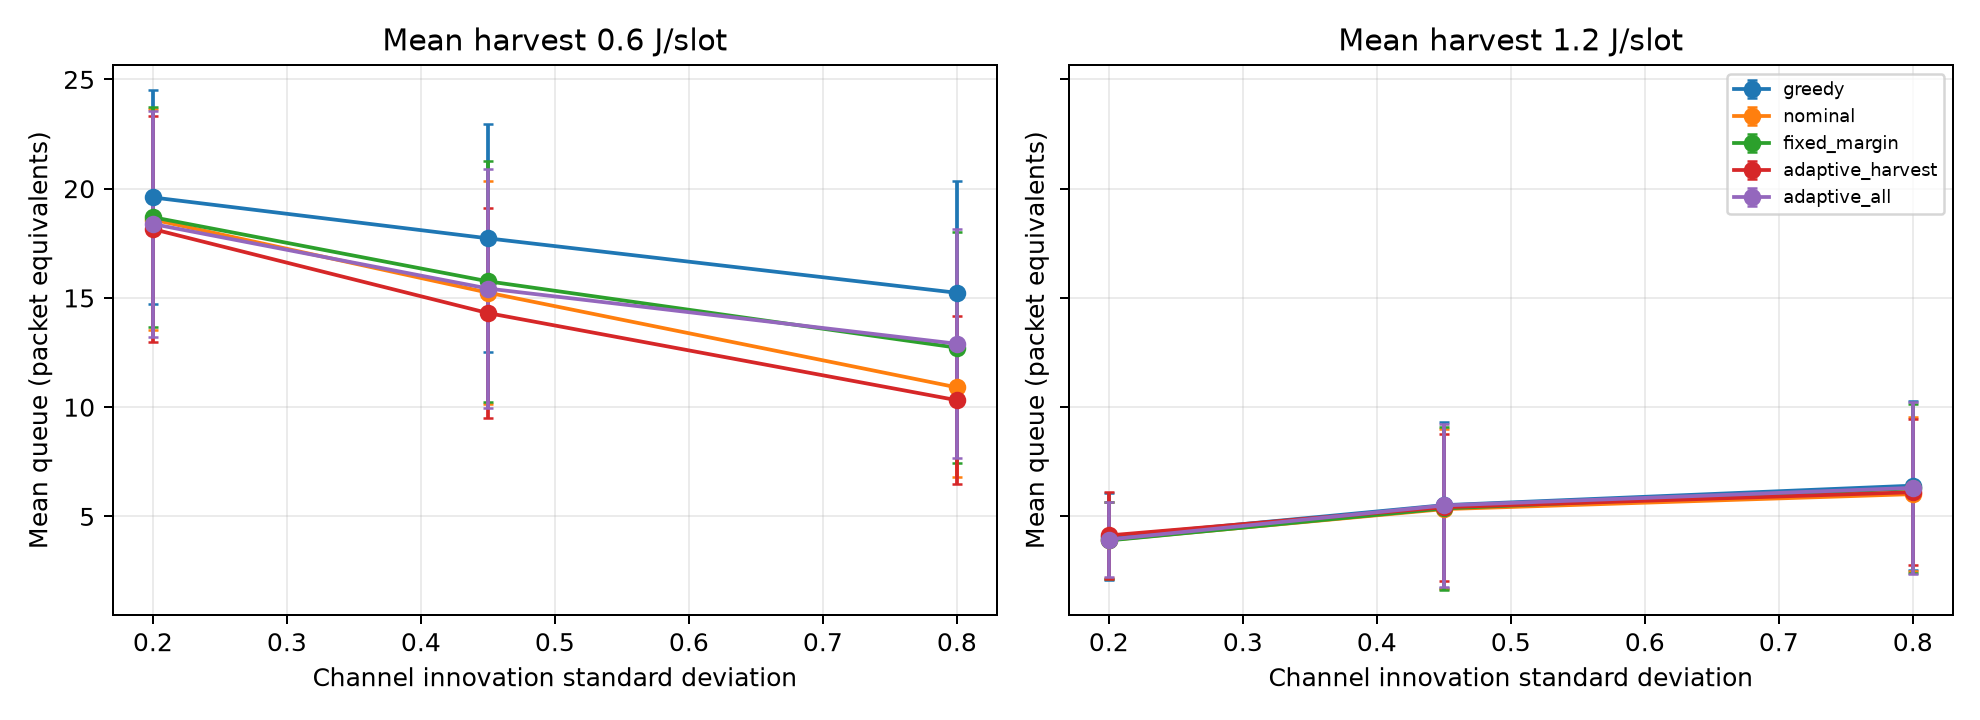 Mean harvest 0.6 J/slot
Mean queue (packet equivalents)
25
20
15
10
5
0.2 0.3 0.4 0.5 0.6 0.7 0.8
Channel innovation standard deviation
Mean harvest 1.2 J/slot
Mean queue (packet equivalents)
greedy
nominal
fixed_margin
adaptive_harvest
adaptive_all
0.2 0.3 0.4 0.5 0.6 0.7 0.8
Channel innovation standard deviation